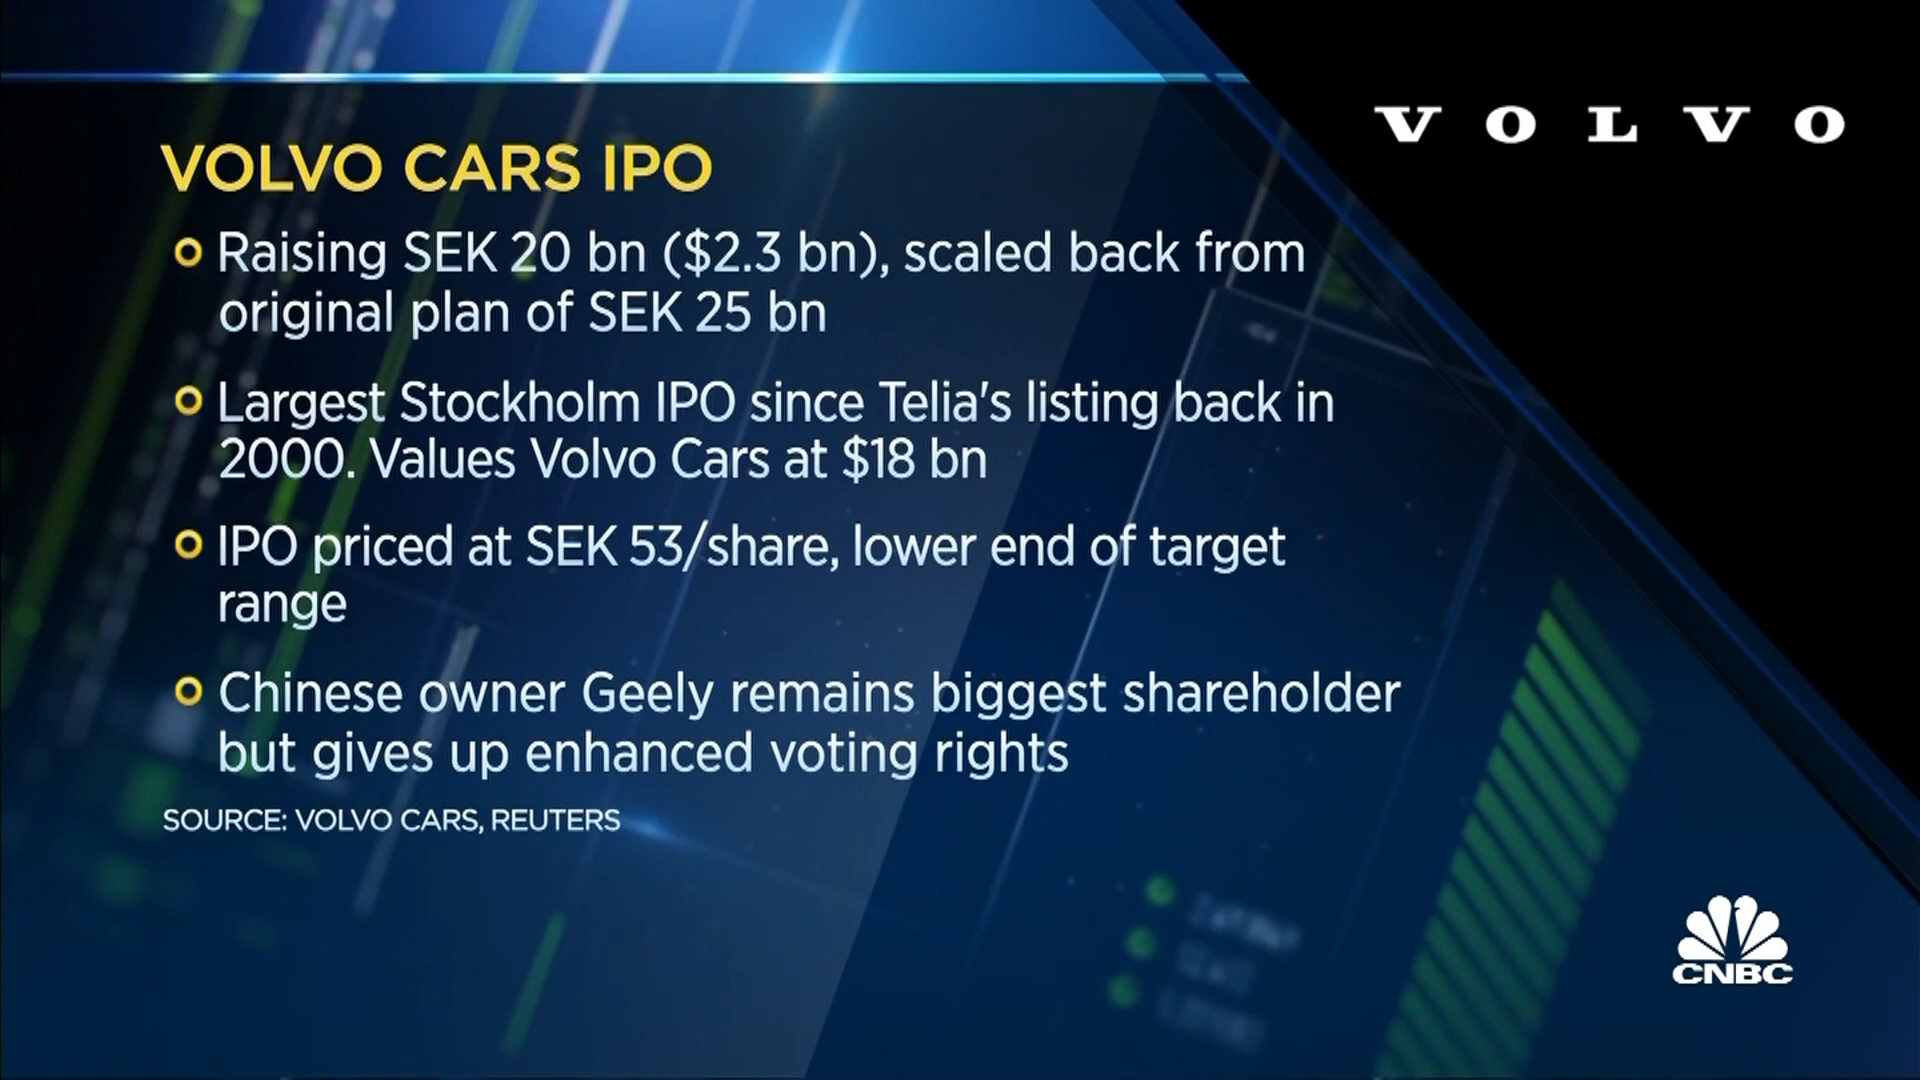 V O L V O
VOLVO CARS IPO
Raising SEK 20 bn ($2.3 bn), scaled back from
original plan of SEK 25 bn
Largest Stockholm IPO since Telia's listing back in
2000. Values Volvo Cars at $18 bn
IPO priced at SEK 53/share, lower end of target
range
Chinese owner Geely remains biggest shareholder
but gives up enhanced voting rights
SOURCE: VOLVO CARS, REUTERS
CNBC